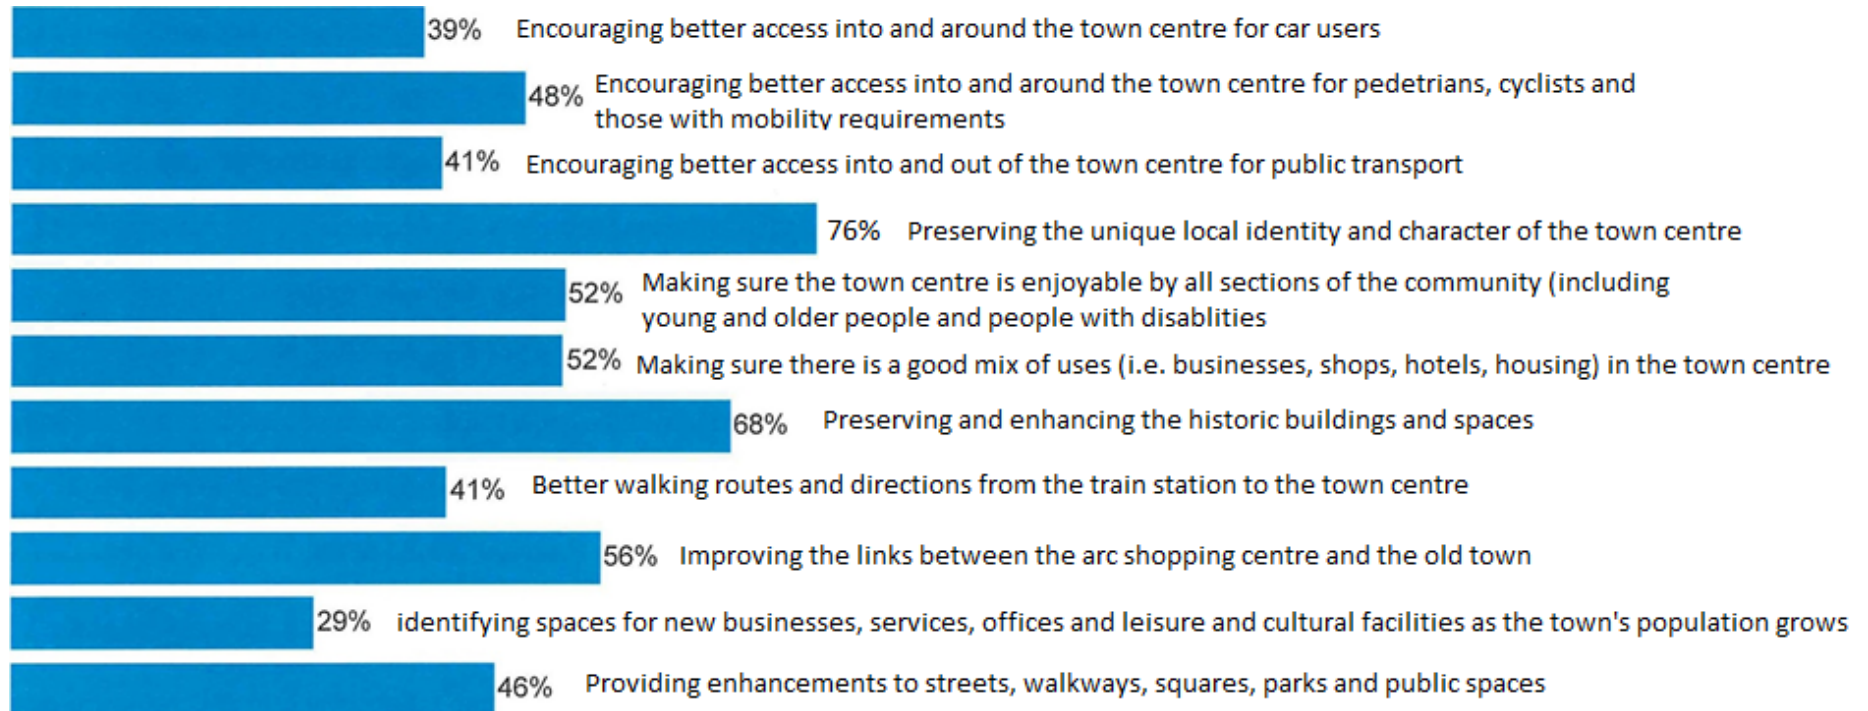 39% Encouraging better access into and around the town centre for car users
48% Encouraging better access into and around the town centre for pedetrians, cyclists and
those with mobility requirements
41% Encouraging better access into and out of the town centre for public transport
76% Preserving the unique local identity and character of the town centre
52% Making sure the town centre is enjoyable by all sections of the community (including
young and older people and people with disablities
52% Making sure there is a good mix of uses (i.e. businesses, shops, hotels, housing) in the town centre
68% Preserving and enhancing the historic buildings and spaces
41% Better walking routes and directions from the train station to the town centre
56% Improving the links between the arc shopping centre and the old town
29% identifying spaces for new businesses, services, offices and leisure and cultural facilities as the town's population grows
46% Providing enhancements to streets, walkways, squares, parks and public spaces